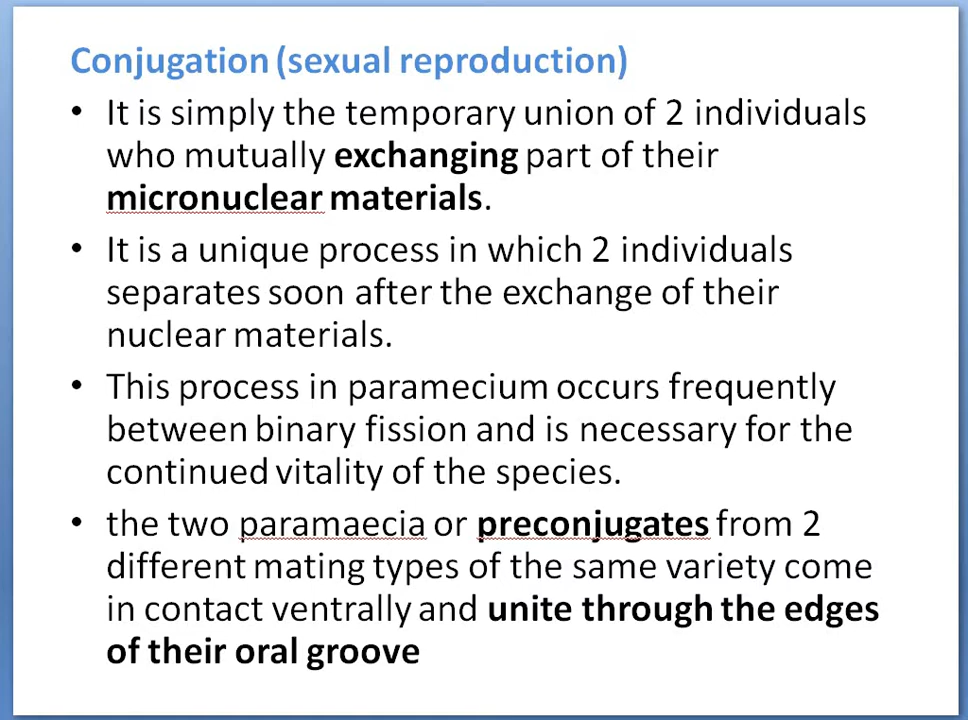 Conjugation (sexual reproduction)
• It is simply the temporary union of 2 individuals
who mutually exchanging part of their
micronuclear materials.
• It is a unique process in which 2 individuals
separates soon after the exchange of their
nuclear materials.
• This process in paramecium occurs frequently
between binary fission and is necessary for the
continued vitality of the species.
• the two paramaecia or preconjugates from 2
different mating types of the same variety come
in contact ventrally and unite through the edges
of their oral groove